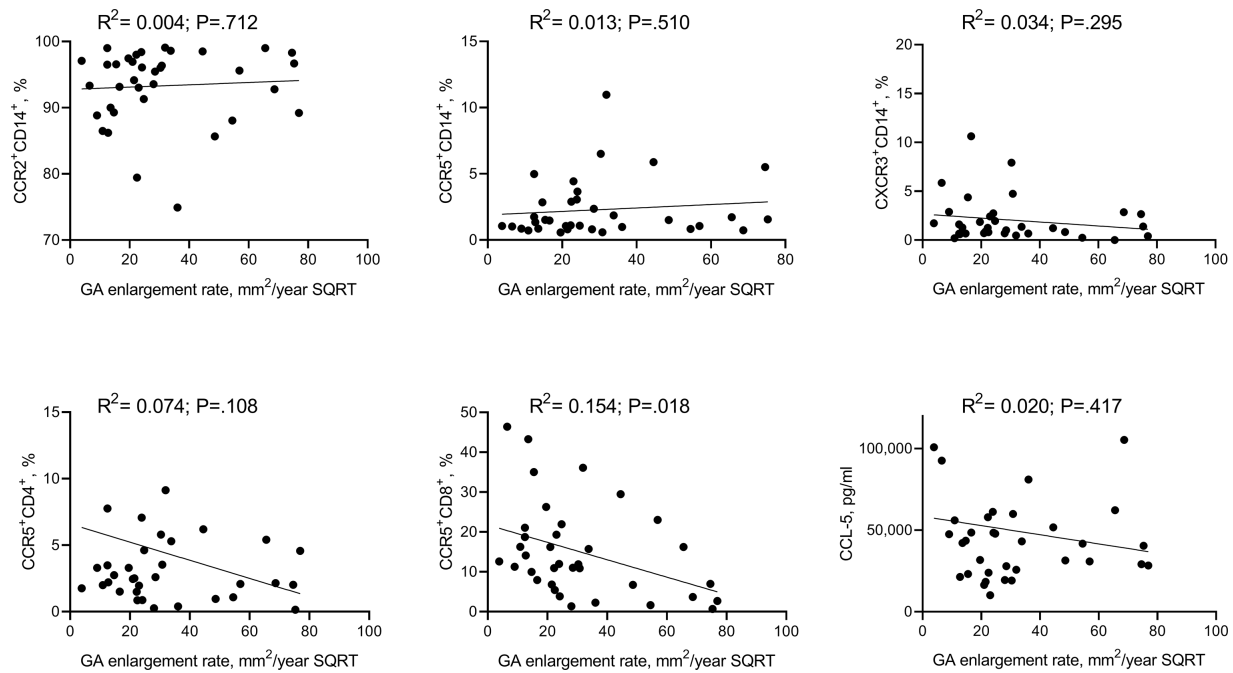 R²= 0.004; P=.712
100
90
80
70
CCR2⁺CD14⁺, %
0 20 40 60 80 100
GA enlargement rate, mm²/year SQRT
R²= 0.013; P=.510
15
10
5
0
CCR5⁺CD14⁺, %
0 20 40 60 80
GA enlargement rate, mm²/year SQRT
R²= 0.034; P=.295
20
15
10
5
0
CXCR3⁺CD14⁺, %
0 20 40 60 80 100
GA enlargement rate, mm²/year SQRT
R²= 0.074; P=.108
15
10
5
0
CCR5⁺CD4⁺, %
0 20 40 60 80 100
GA enlargement rate, mm²/year SQRT
R²= 0.154; P=.018
50
40
30
20
10
0
CCR5⁺CD8⁺, %
0 20 40 60 80 100
GA enlargement rate, mm²/year SQRT
R²= 0.020; P=.417
100,000
50,000
0
CCL-5, pg/ml
0 20 40 60 80 100
GA enlargement rate, mm²/year SQRT